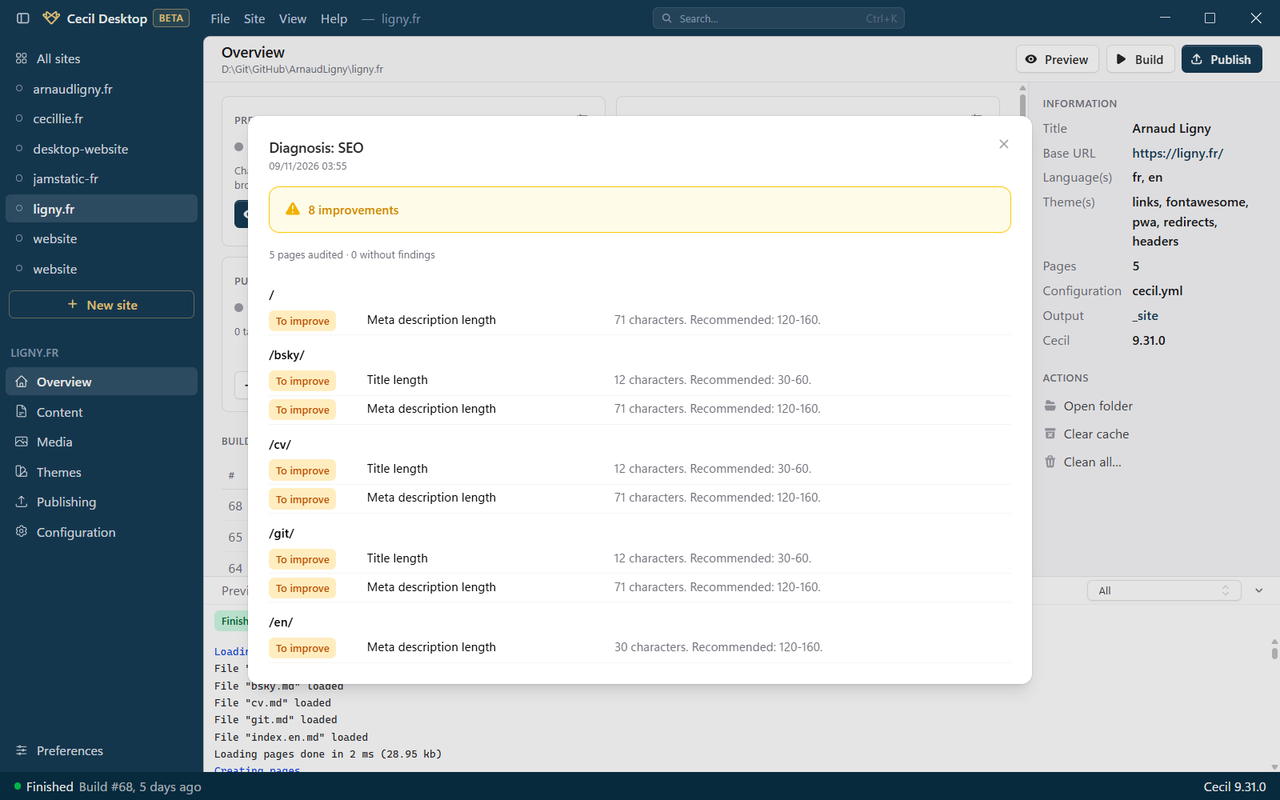 Cecil Desktop BETA File Site View Help — ligny.fr Search... Ctrl+K
All sites
arnaudligny.fr
cecillie.fr
desktop-website
jamstatic-fr
ligny.fr
website
website
+ New site
LIGNY.FR
Overview
Content
Media
Themes
Publishing
Configuration
Preferences
Overview
D:\Git\GitHub\ArnaudLigny\ligny.fr
Preview Build Publish
Diagnosis: SEO
09/11/2026 03:55
8 improvements
5 pages audited · 0 without findings
/
To improve Meta description length 71 characters. Recommended: 120-160.
/bsky/
To improve Title length 12 characters. Recommended: 30-60.
To improve Meta description length 71 characters. Recommended: 120-160.
/cv/
To improve Title length 12 characters. Recommended: 30-60.
To improve Meta description length 71 characters. Recommended: 120-160.
/git/
To improve Title length 12 characters. Recommended: 30-60.
To improve Meta description length 71 characters. Recommended: 120-160.
/en/
To improve Meta description length 30 characters. Recommended: 120-160.
#
68
65
64
All
File "bsky.md" loaded
File "cv.md" loaded
File "git.md" loaded
File "index.en.md" loaded
Loading pages done in 2 ms (28.95 kb)
Creating pages
INFORMATION
Title Arnaud Ligny
Base URL https://ligny.fr/
Language(s) fr, en
Theme(s) links, fontawesome,
pwa, redirects,
headers
Pages 5
Configuration cecil.yml
Output _site
Cecil 9.31.0
ACTIONS
Open folder
Clear cache
Clean all...
Finished Build #68, 5 days ago Cecil 9.31.0